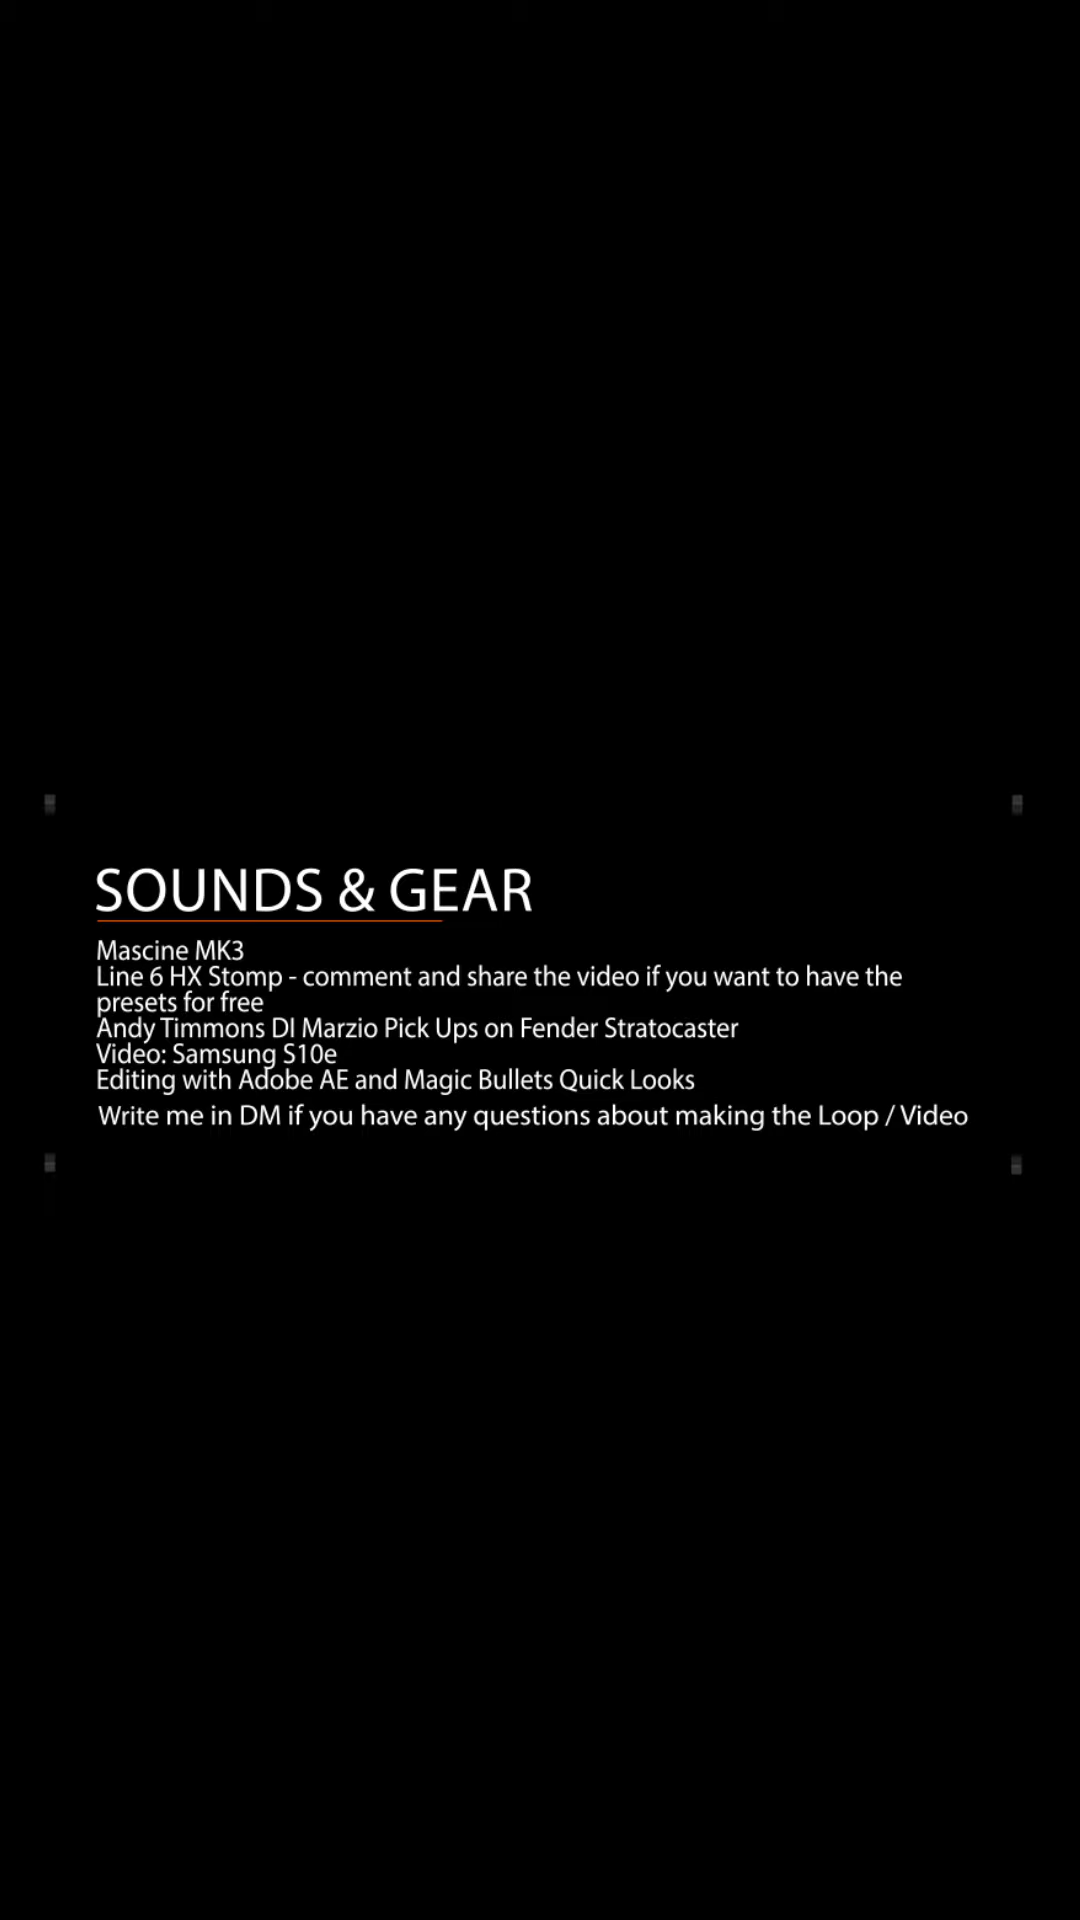 SOUNDS & GEAR
Mascine MK3
Line 6 HX Stomp - comment and share the video if you want to have the
presets for free
Andy Timmons DI Marzio Pick Ups on Fender Stratocaster
Video: Samsung S10e
Editing with Adobe AE and Magic Bullets Quick Looks
Write me in DM if you have any questions about making the Loop / Video